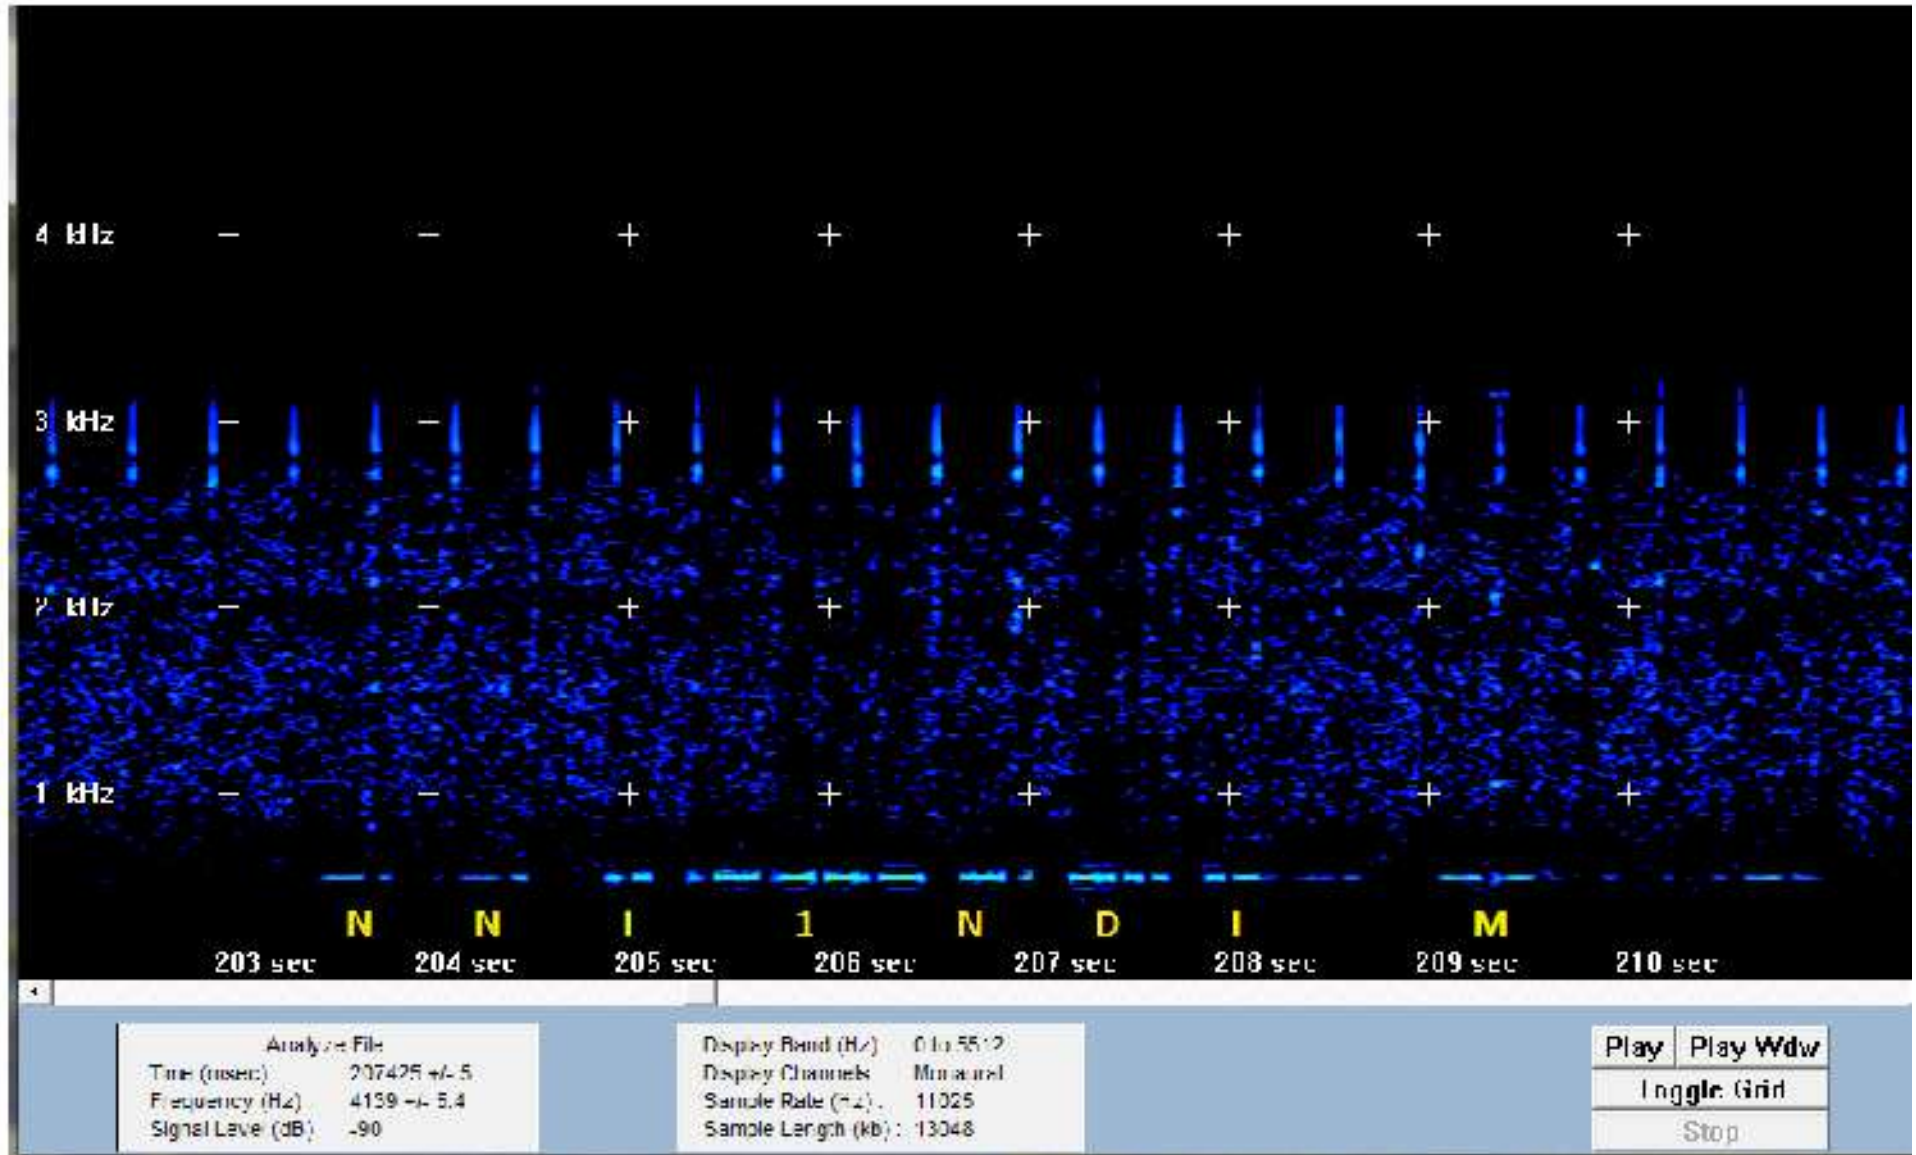 4 kHz
3 kHz
2 kHz
1 kHz
N N I 1 N D I M
203 sec 204 sec 205 sec 206 sec 207 sec 208 sec 209 sec 210 sec
Analyze File
Time (msec) 207425 +/- 5
Frequency (Hz) 4139 +/- 5.4
Signal Level (dB) -90
Display Band (Hz) 0 to 5512
Display Channels Monaural
Sample Rate (Hz) : 11025
Sample Length (kb) : 13048
Play Play Wdw
Toggle Grid
Stop